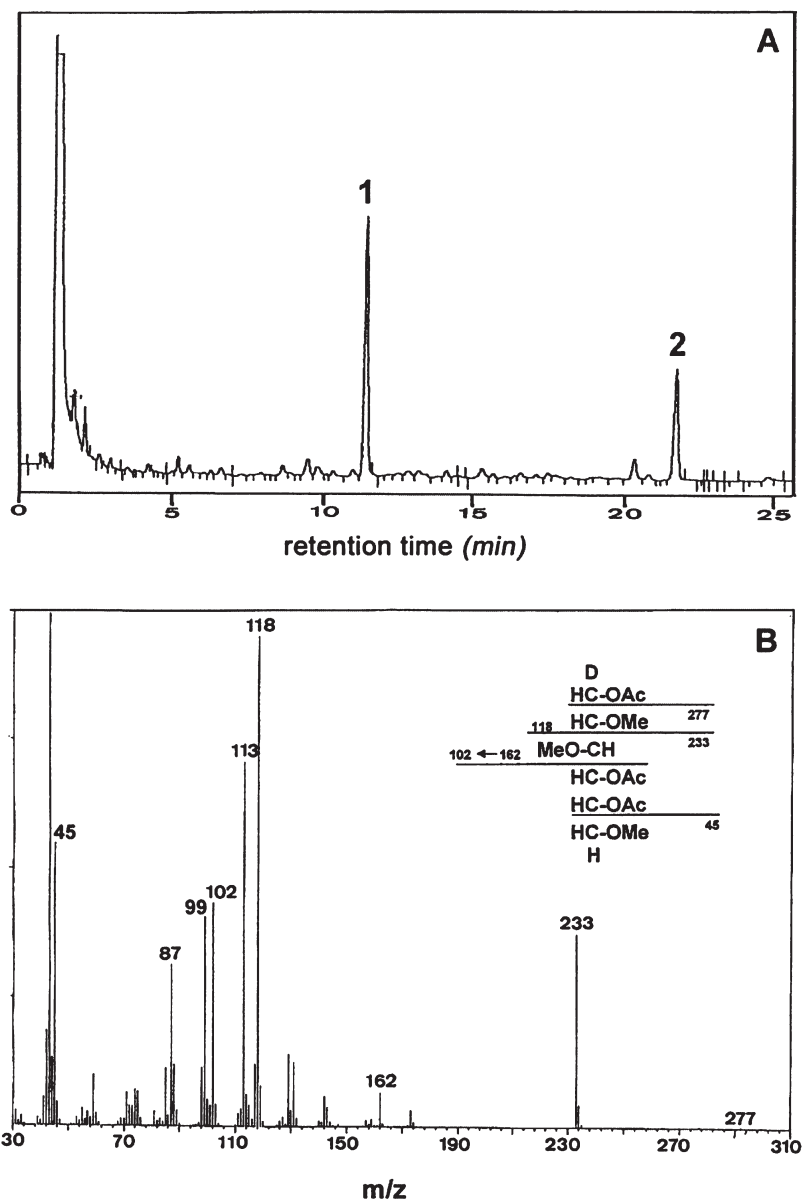 A
1
2
0 5 10 15 20 25
retention time (min)
B
118
113
45
102
99
87
162
233
277
D
HC-OAc
HC-OMe 277
118
MeO-CH 233
102 ← 162
HC-OAc
HC-OAc
HC-OMe 45
H
30 70 110 150 190 230 270 310
m/z